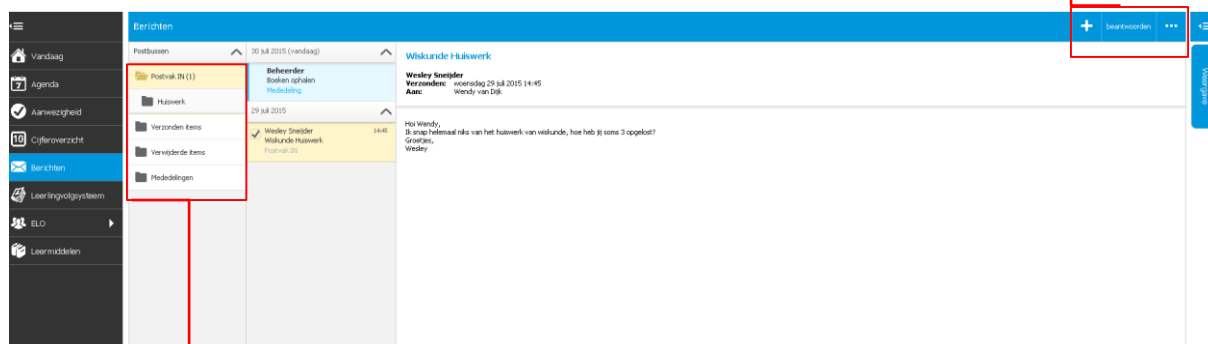 Berichten
beantwoorden
Vandaag
Agenda
Aanwezigheid
Cijferoverzicht
Berichten
Leerlingvolgsysteem
ELO
Leermiddelen
Postbussen
Postvak IN (1)
Huiswerk
Verzonden items
Verwijderde items
Mededelingen
30 juli 2015 (vandaag)
Beheerder
Boeken ophalen
Mededeling
29 juli 2015
Wesley Sneijder 14:45
Wiskunde Huiswerk
Postvak IN
Wiskunde Huiswerk
Wesley Sneijder
Verzonden: woensdag 29 juli 2015 14:45
Aan: Wendy van Dijk
Hoi Wendy,
Ik snap helemaal niks van het huiswerk van wiskunde, hoe heb jij soms 3 opgelost?
Groetjes,
Wesley
Weergave
7
10